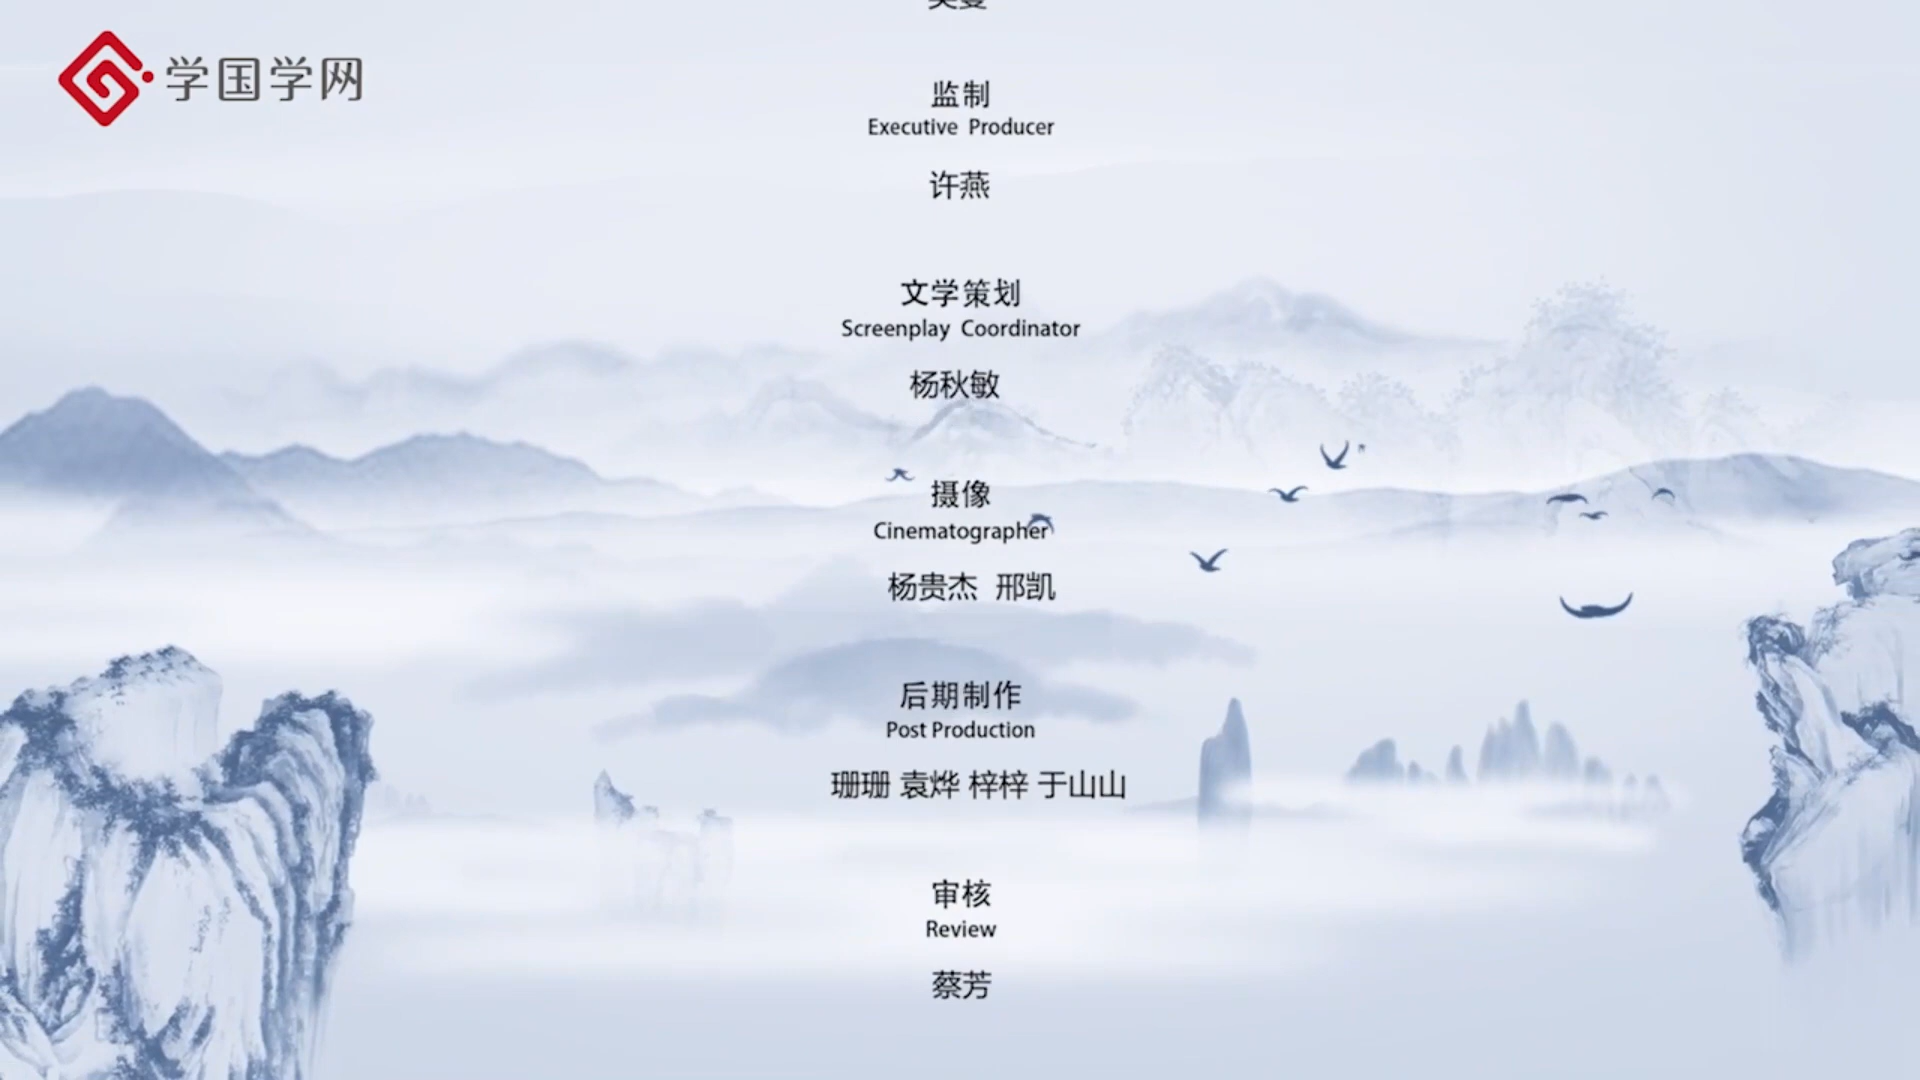 学国学网
监制
Executive Producer
许燕
文学策划
Screenplay Coordinator
杨秋敏
摄像
Cinematographer
杨贵杰 邢凯
后期制作
Post Production
珊珊 袁烨 梓梓 于山山
审核
Review
蔡芳